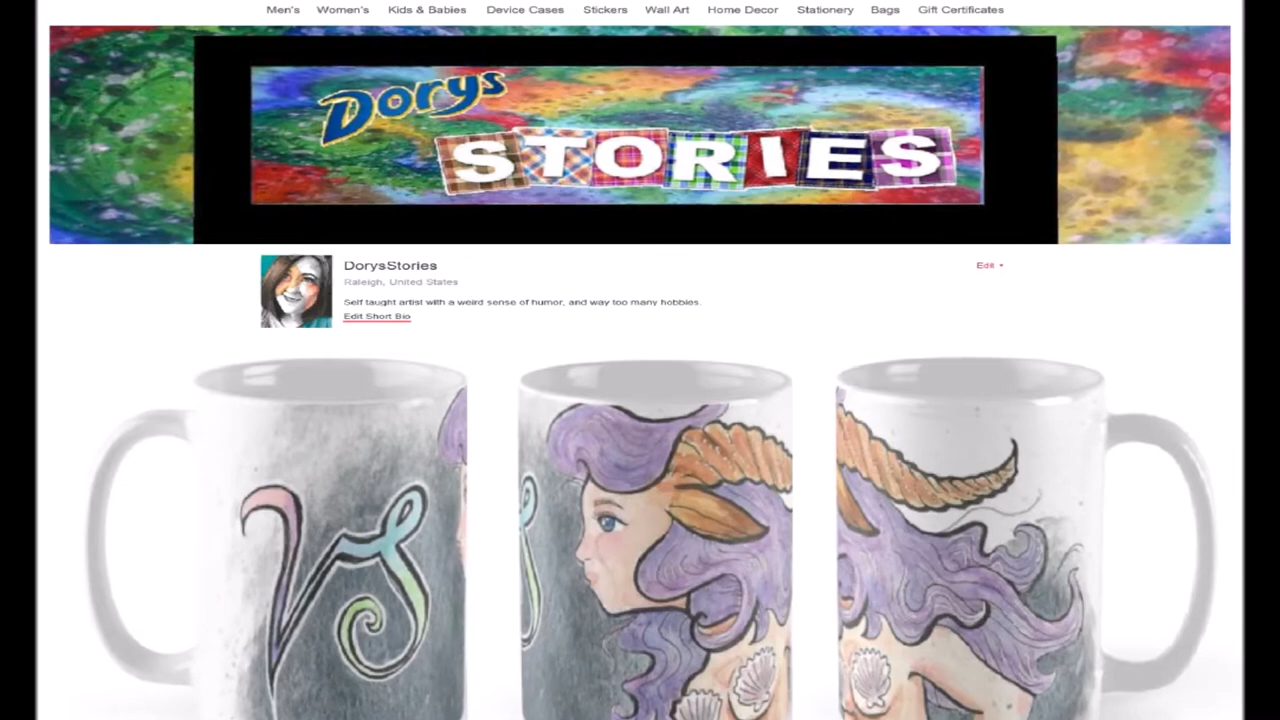 Men's Women's Kids & Babies Device Cases Stickers Wall Art Home Decor Stationery Bags Gift Certificates
Dorys
STORIES
DorysStories
Edit
Raleigh, United States
Self taught artist with a weird sense of humor, and way too many hobbies.
Edit Short Bio